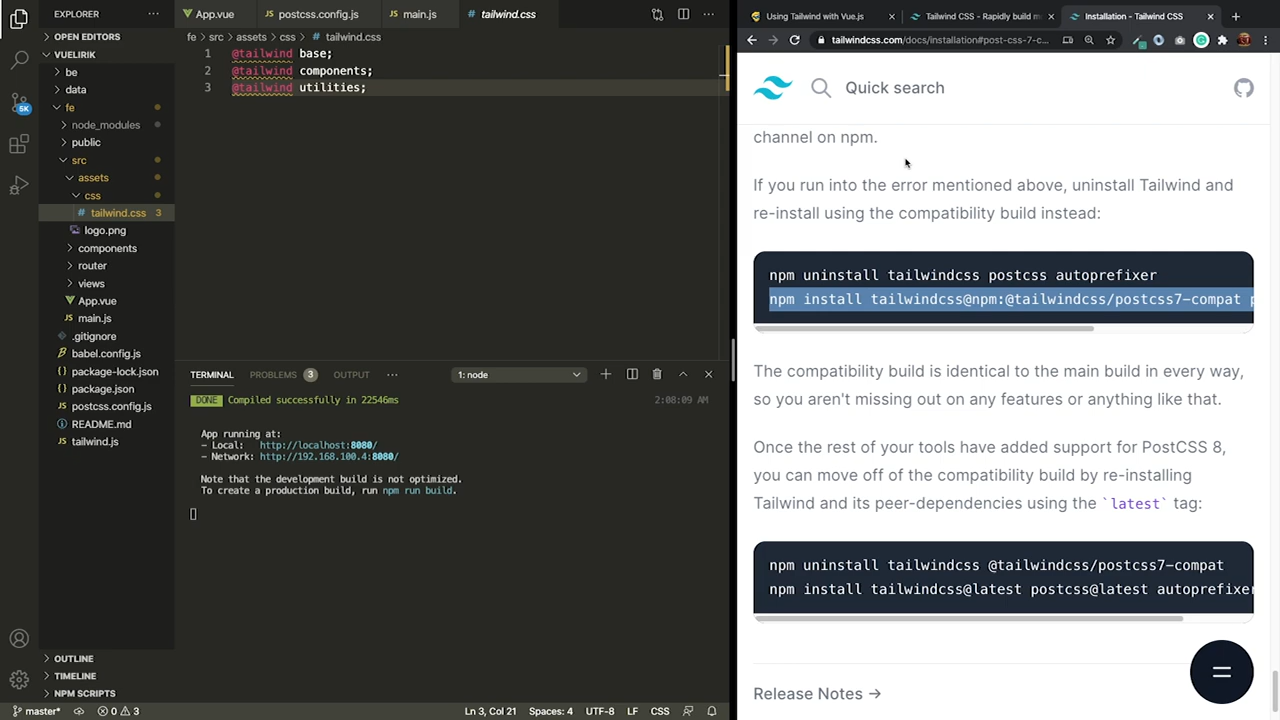 EXPLORER
OPEN EDITORS
VUELIRIK
be
data
fe
node_modules
public
src
assets
css
tailwind.css 3
logo.png
components
router
views
App.vue
main.js
.gitignore
babel.config.js
package-lock.json
package.json
postcss.config.js
README.md
tailwind.js
OUTLINE
TIMELINE
NPM SCRIPTS
5K
App.vue
postcss.config.js
main.js
tailwind.css
fe > src > assets > css > # tailwind.css
1 @tailwind base;
2 @tailwind components;
3 @tailwind utilities;
TERMINAL PROBLEMS 3 OUTPUT ... 1: node
DONE Compiled successfully in 22546ms 2:08:09 AM
App running at:
- Local: http://localhost:8080/
- Network: http://192.168.100.4:8080/
Note that the development build is not optimized.
To create a production build, run npm run build.
master* 0 3 Ln 3, Col 21 Spaces: 4 UTF-8 LF CSS
Using Tailwind with Vue.js
Tailwind CSS - Rapidly build m
Installation - Tailwind CSS
tailwindcss.com/docs/installation#post-css-7-c...
Quick search
channel on npm.
If you run into the error mentioned above, uninstall Tailwind and
re-install using the compatibility build instead:
npm uninstall tailwindcss postcss autoprefixer
npm install tailwindcss@npm:@tailwindcss/postcss7-compat p
The compatibility build is identical to the main build in every way,
so you aren't missing out on any features or anything like that.
Once the rest of your tools have added support for PostCSS 8,
you can move off of the compatibility build by re-installing
Tailwind and its peer-dependencies using the `latest` tag:
npm uninstall tailwindcss @tailwindcss/postcss7-compat
npm install tailwindcss@latest postcss@latest autoprefixer
Release Notes →